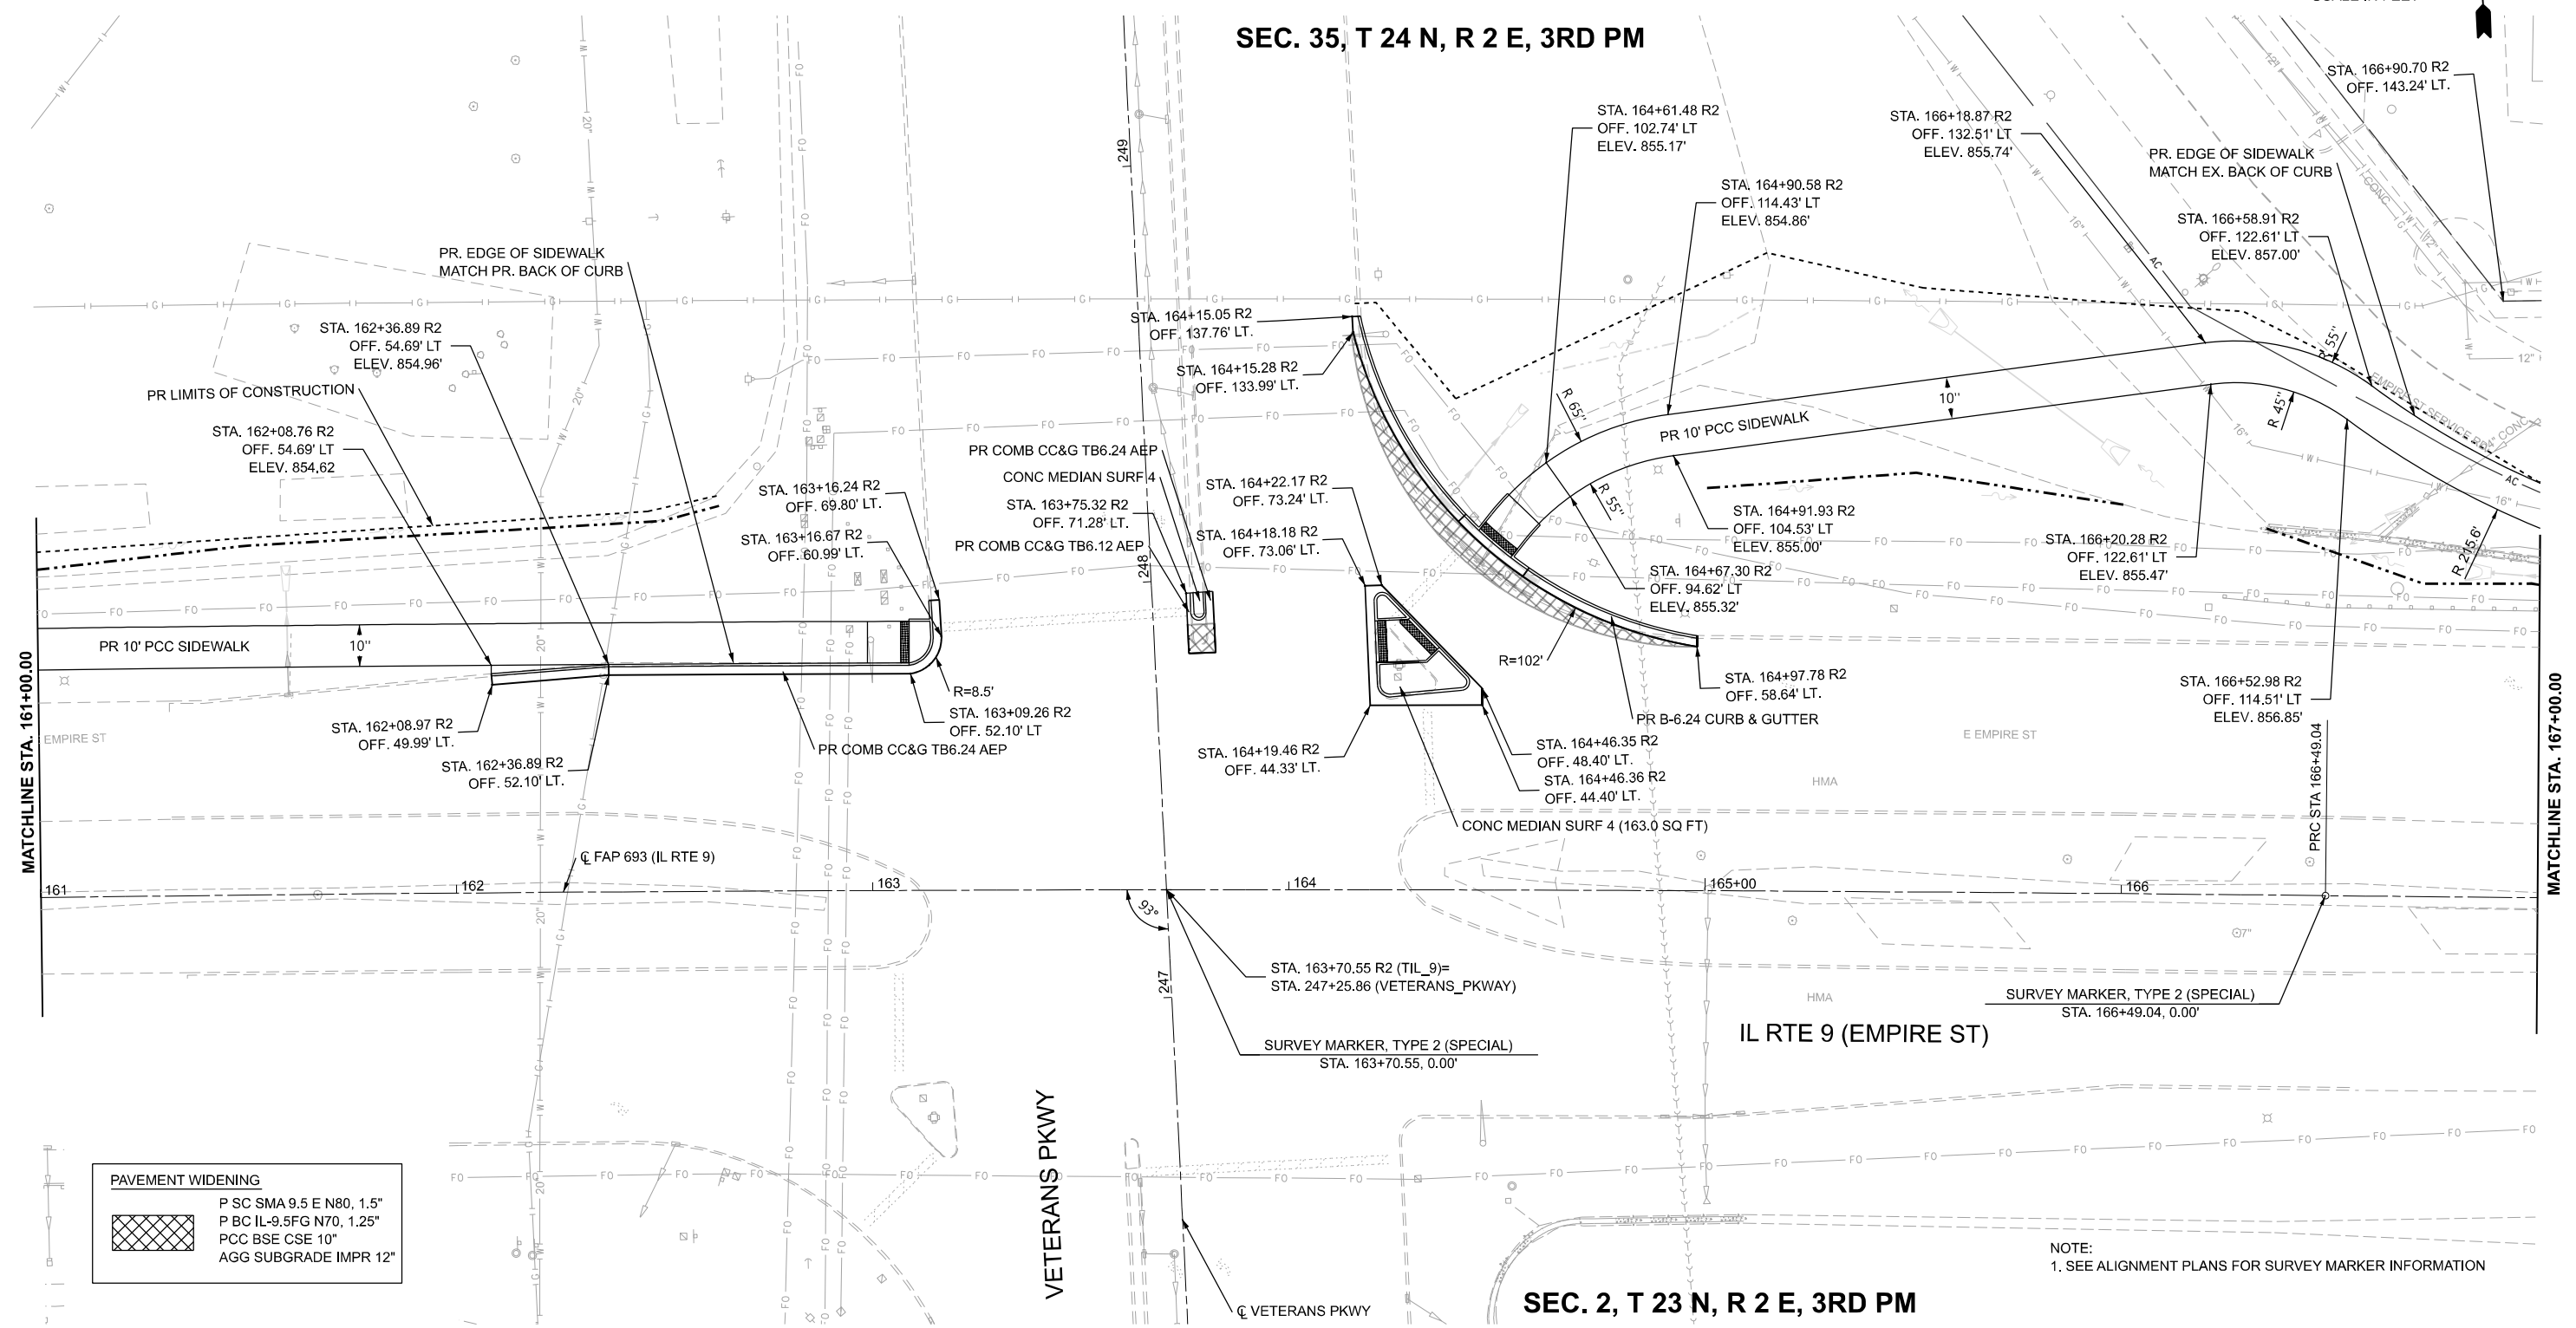 SEC. 35, T 24 N, R 2 E, 3RD PM
STA. 166+90.70 R2
OFF. 143.24' LT.
STA. 164+61.48 R2
OFF. 102.74' LT
ELEV. 855.17'
STA. 166+18.87 R2
OFF. 132.51' LT
ELEV. 855.74'
PR. EDGE OF SIDEWALK
MATCH EX. BACK OF CURB
STA. 164+90.58 R2
OFF. 114.43' LT
ELEV. 854.86'
STA. 166+58.91 R2
OFF. 122.61' LT
ELEV. 857.00'
249
PR. EDGE OF SIDEWALK
MATCH PR. BACK OF CURB
STA. 162+36.89 R2
OFF. 54.69' LT
ELEV. 854.96'
PR LIMITS OF CONSTRUCTION
STA. 162+08.76 R2
OFF. 54.69' LT
ELEV. 854.62
STA. 164+15.05 R2
OFF. 137.76' LT.
STA. 164+15.28 R2
OFF. 133.99' LT.
R 65"
R 55"
R 45"
R 55"
10"
PR 10' PCC SIDEWALK
EMPIRE ST SERVICE RD
4" CONC
CONC
AC
AC
PR COMB CC&G TB6.24 AEP
CONC MEDIAN SURF 4
STA. 163+75.32 R2
OFF. 71.28' LT.
PR COMB CC&G TB6.12 AEP
STA. 163+16.24 R2
OFF. 69.80' LT.
STA. 163+16.67 R2
OFF. 60.99' LT.
STA. 164+22.17 R2
OFF. 73.24' LT.
STA. 164+18.18 R2
OFF. 73.06' LT.
STA. 164+91.93 R2
OFF. 104.53' LT
ELEV. 855.00'
STA. 164+67.30 R2
OFF. 94.62' LT
ELEV. 855.32'
STA. 166+20.28 R2
OFF. 122.61' LT
ELEV. 855.47'
R 215.6'
248
PR 10' PCC SIDEWALK
10"
R=8.5'
STA. 163+09.26 R2
OFF. 52.10' LT
R=102'
STA. 164+97.78 R2
OFF. 58.64' LT.
PR B-6.24 CURB & GUTTER
STA. 166+52.98 R2
OFF. 114.51' LT
ELEV. 856.85'
MATCHLINE STA. 161+00.00
MATCHLINE STA. 167+00.00
EMPIRE ST
STA. 162+08.97 R2
OFF. 49.99' LT.
STA. 162+36.89 R2
OFF. 52.10' LT.
PR COMB CC&G TB6.24 AEP
STA. 164+19.46 R2
OFF. 44.33' LT.
STA. 164+46.35 R2
OFF. 48.40' LT.
STA. 164+46.36 R2
OFF. 44.40' LT.
E EMPIRE ST
HMA
CONC MEDIAN SURF 4 (163.0 SQ FT)
PRC STA 166+49.04
℄ FAP 693 (IL RTE 9)
161
162
163
164
165+00
166
93°
7"
247
STA. 163+70.55 R2 (TIL_9)=
STA. 247+25.86 (VETERANS_PKWAY)
HMA
SURVEY MARKER, TYPE 2 (SPECIAL)
STA. 166+49.04, 0.00'
IL RTE 9 (EMPIRE ST)
SURVEY MARKER, TYPE 2 (SPECIAL)
STA. 163+70.55, 0.00'
VETERANS PKWY
PAVEMENT WIDENING
P SC SMA 9.5 E N80, 1.5"
P BC IL-9.5FG N70, 1.25"
PCC BSE CSE 10"
AGG SUBGRADE IMPR 12"
NOTE:
1. SEE ALIGNMENT PLANS FOR SURVEY MARKER INFORMATION
℄ VETERANS PKWY
SEC. 2, T 23 N, R 2 E, 3RD PM